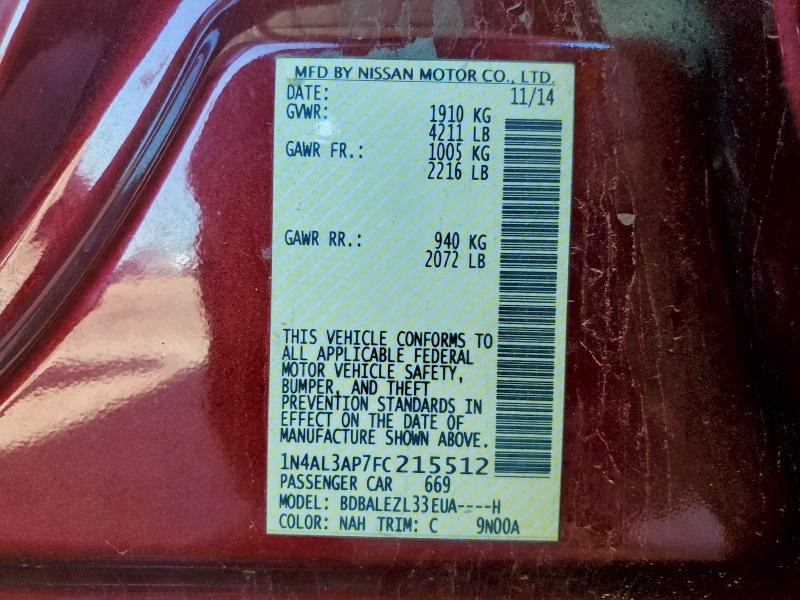 MFD BY NISSAN MOTOR CO., LTD.
DATE: 11/14
GVWR: 1910 KG
4211 LB
GAWR FR.: 1005 KG
2216 LB
GAWR RR.: 940 KG
2072 LB
THIS VEHICLE CONFORMS TO
ALL APPLICABLE FEDERAL
MOTOR VEHICLE SAFETY,
BUMPER, AND THEFT
PREVENTION STANDARDS IN
EFFECT ON THE DATE OF
MANUFACTURE SHOWN ABOVE.
1N4AL3AP7FC215512
PASSENGER CAR 669
MODEL: BDBALEZL33EUA----H
COLOR: NAH TRIM: C 9N00A